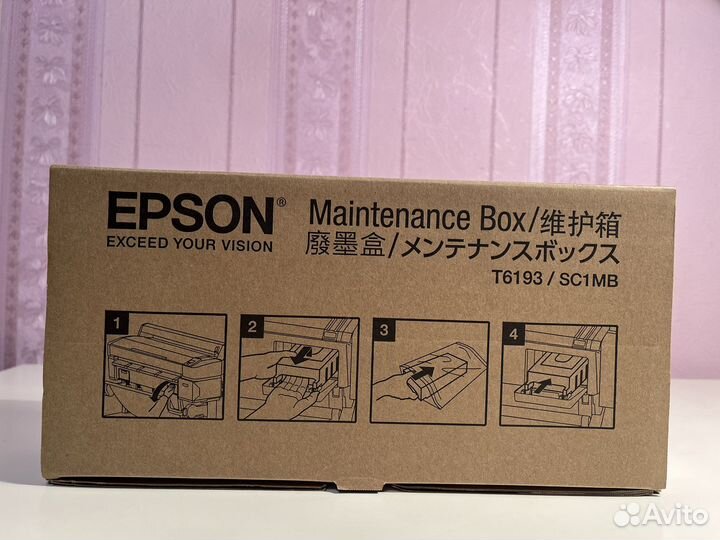 EPSON®
EXCEED YOUR VISION
Maintenance Box/维护箱
廢墨盒/メンテナンスボックス
T6193 / SC1MB
1
2
3
4
Avito